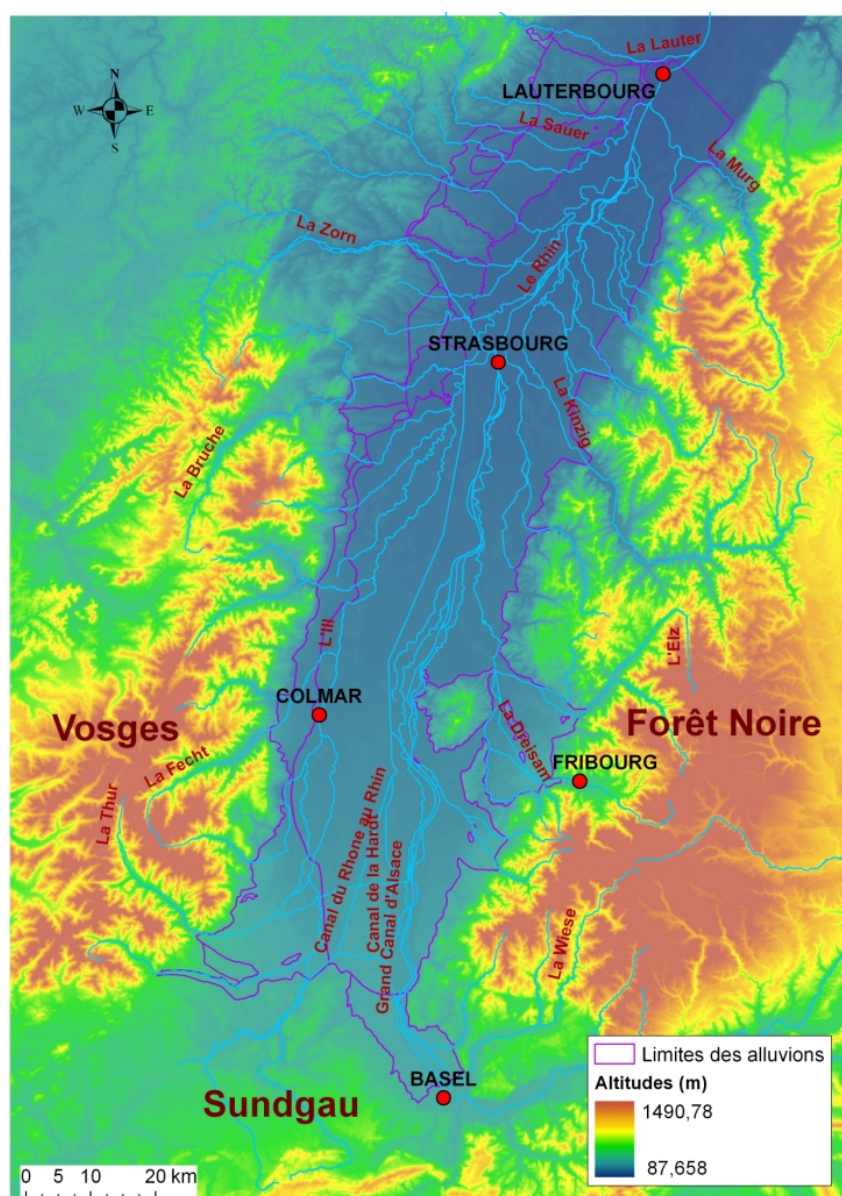 La Lauter
N
W E
S
LAUTERBOURG
La Sauer
La Murg
La Zorn
Le Rhin
STRASBOURG
La Kinzig
La Bruche
L'Ill
L'Elz
COLMAR
Vosges
Forêt Noire
La Dreisam
La Fecht
FRIBOURG
La Thur
Canal du Rhone au Rhin
Canal de la Hardt
Grand Canal d'Alsace
La Wiese
Limites des alluvions
Altitudes (m)
1490,78
87,658
BASEL
Sundgau
0 5 10 20 km